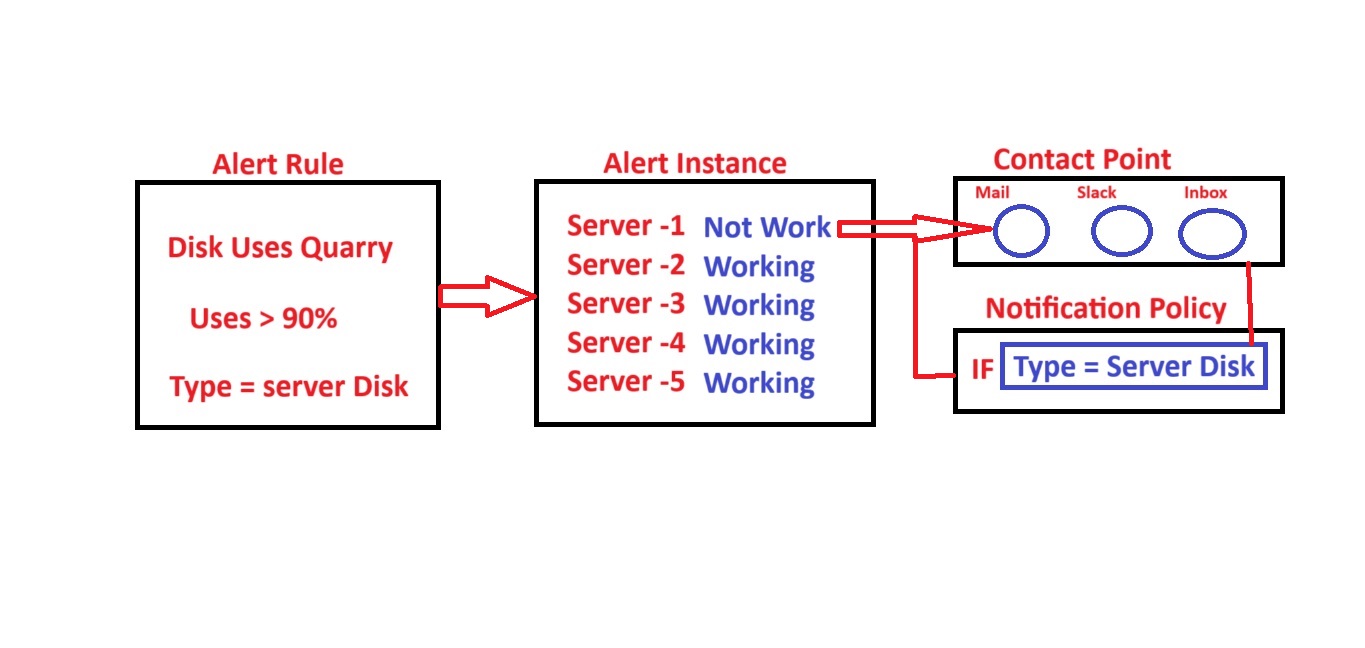 Alert Rule
Disk Uses Quarry
Uses > 90%
Type = server Disk
Alert Instance
Server -1 Not Work
Server -2 Working
Server -3 Working
Server -4 Working
Server -5 Working
Contact Point
Mail Slack Inbox
Notification Policy
IF Type = Server Disk